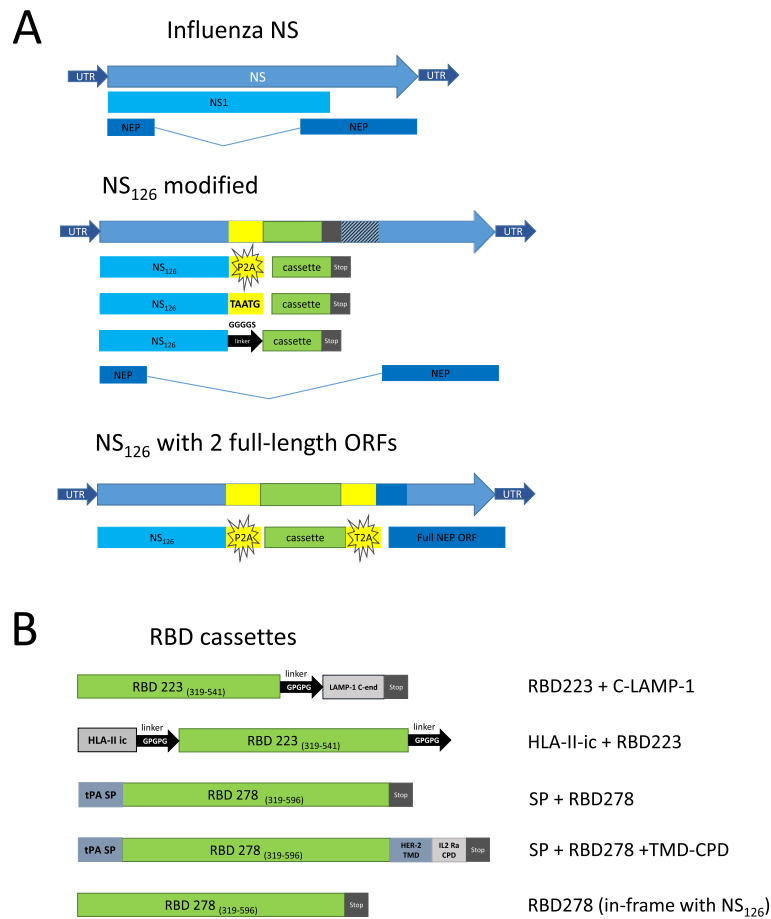 A
Influenza NS
UTR NS UTR
NS1
NEP NEP
NS126 modified
UTR UTR
NS126 P2A cassette Stop
NS126 TAATG cassette Stop
GGGGS
NS126 linker cassette Stop
NEP NEP
NS126 with 2 full-length ORFs
UTR UTR
NS126 P2A cassette T2A Full NEP ORF
B
RBD cassettes
linker
RBD 223 (319-541) GPGPG LAMP-1 C-end Stop RBD223 + C-LAMP-1
linker linker
HLA-II ic GPGPG RBD 223 (319-541) GPGPG HLA-II-ic + RBD223
tPA SP RBD 278 (319-596) Stop SP + RBD278
tPA SP RBD 278 (319-596) HER-2 TMD IL2 Ra CPD Stop SP + RBD278 +TMD-CPD
RBD 278 (319-596) Stop RBD278 (in-frame with NS126)